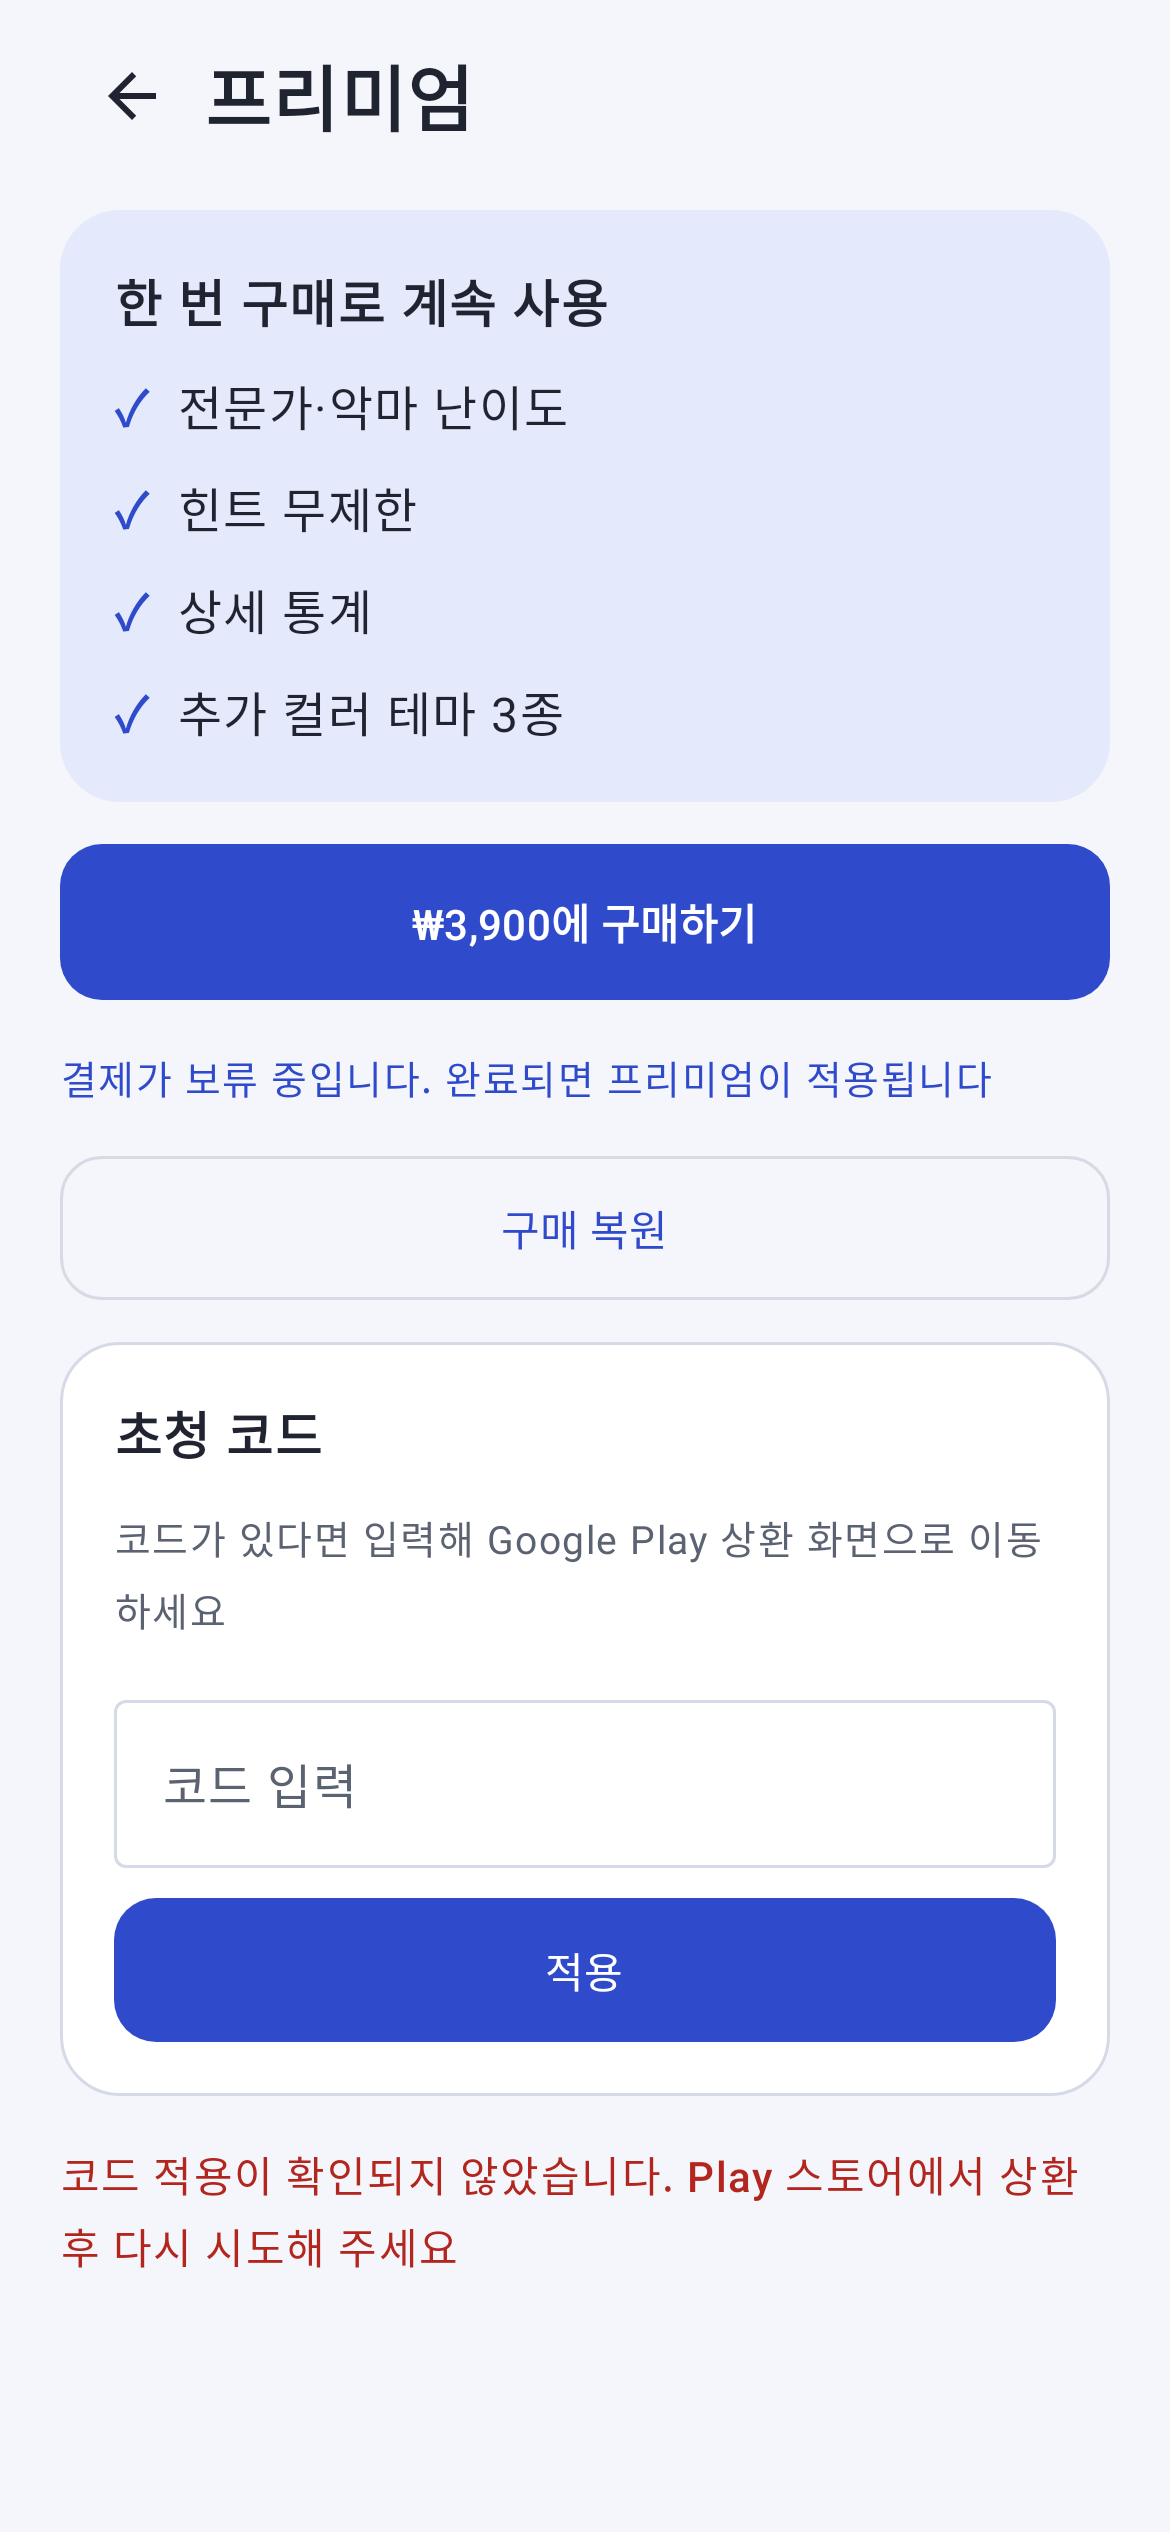 프리미엄
한 번 구매로 계속 사용
✓ 전문가·악마 난이도
✓ 힌트 무제한
✓ 상세 통계
✓ 추가 컬러 테마 3종
₩3,900에 구매하기
결제가 보류 중입니다. 완료되면 프리미엄이 적용됩니다
구매 복원
초청 코드
코드가 있다면 입력해 Google Play 상환 화면으로 이동
하세요
코드 입력
적용
코드 적용이 확인되지 않았습니다. Play 스토어에서 상환
후 다시 시도해 주세요